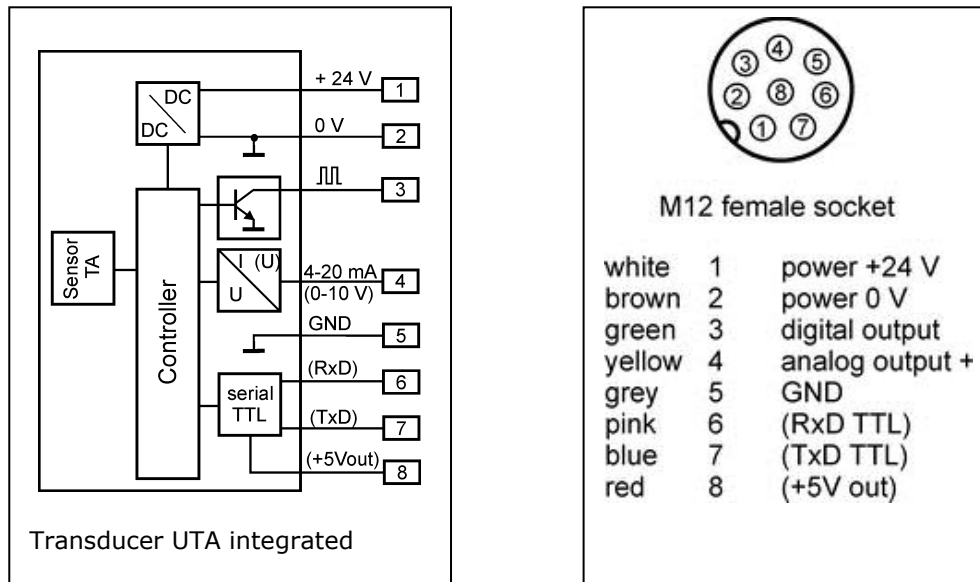 DC
DC
+ 24 V
1
0 V
2
3
Sensor
TA
Controller
I (U)
U
4-20 mA
(0-10 V)
4
GND
5
serial
TTL
(RxD)
6
(TxD)
7
(+5Vout)
8
Transducer UTA integrated
4
3
5
2
8
6
1
7
M12 female socket
white 1 power +24 V
brown 2 power 0 V
green 3 digital output
yellow 4 analog output +
grey 5 GND
pink 6 (RxD TTL)
blue 7 (TxD TTL)
red 8 (+5V out)